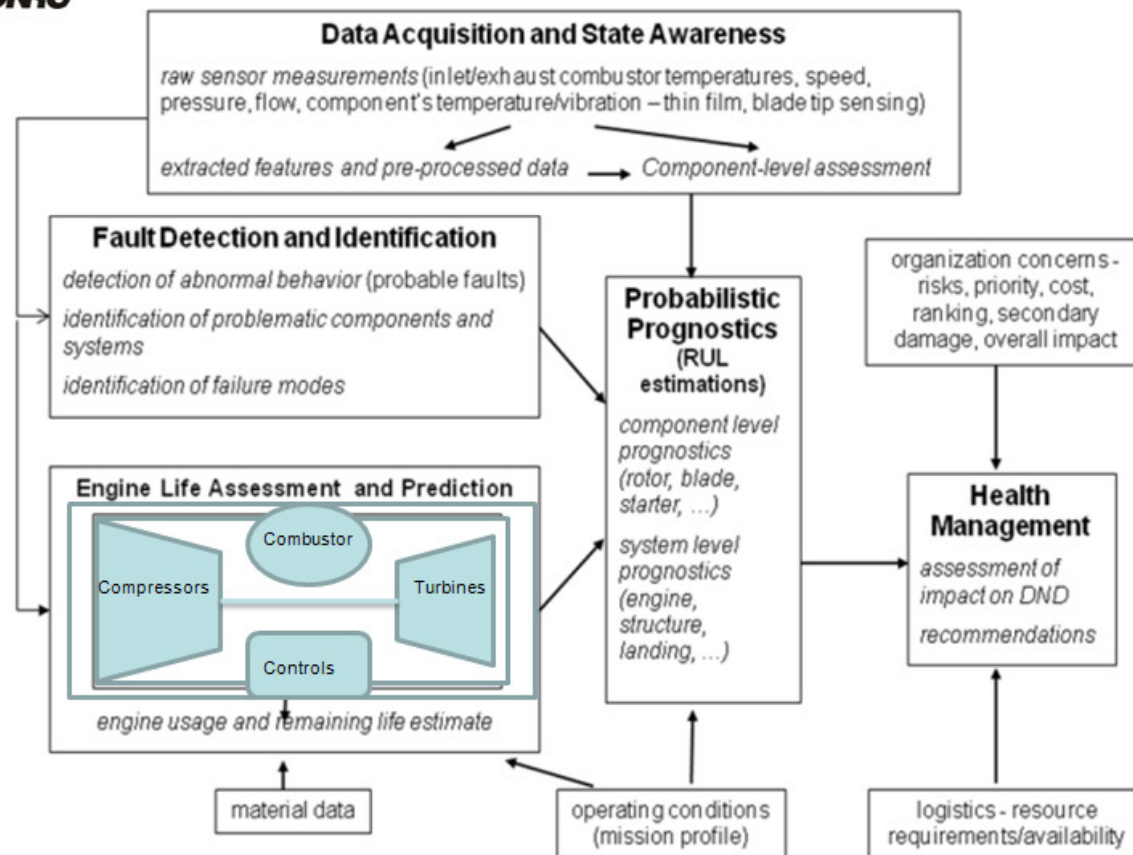 Data Acquisition and State Awareness
raw sensor measurements (inlet/exhaust combustor temperatures, speed,
pressure, flow, component's temperature/vibration – thin film, blade tip sensing)
extracted features and pre-processed data
Component-level assessment
Fault Detection and Identification
detection of abnormal behavior (probable faults)
identification of problematic components and
systems
identification of failure modes
Engine Life Assessment and Prediction
Combustor
Compressors
Turbines
Controls
engine usage and remaining life estimate
material data
operating conditions
(mission profile)
Probabilistic
Prognostics
(RUL
estimations)
component level
prognostics
(rotor, blade,
starter, ...)
system level
prognostics
(engine,
structure,
landing, ...)
organization concerns -
risks, priority, cost,
ranking, secondary
damage, overall impact
Health
Management
assessment of
impact on DND
recommendations
logistics - resource
requirements/availability